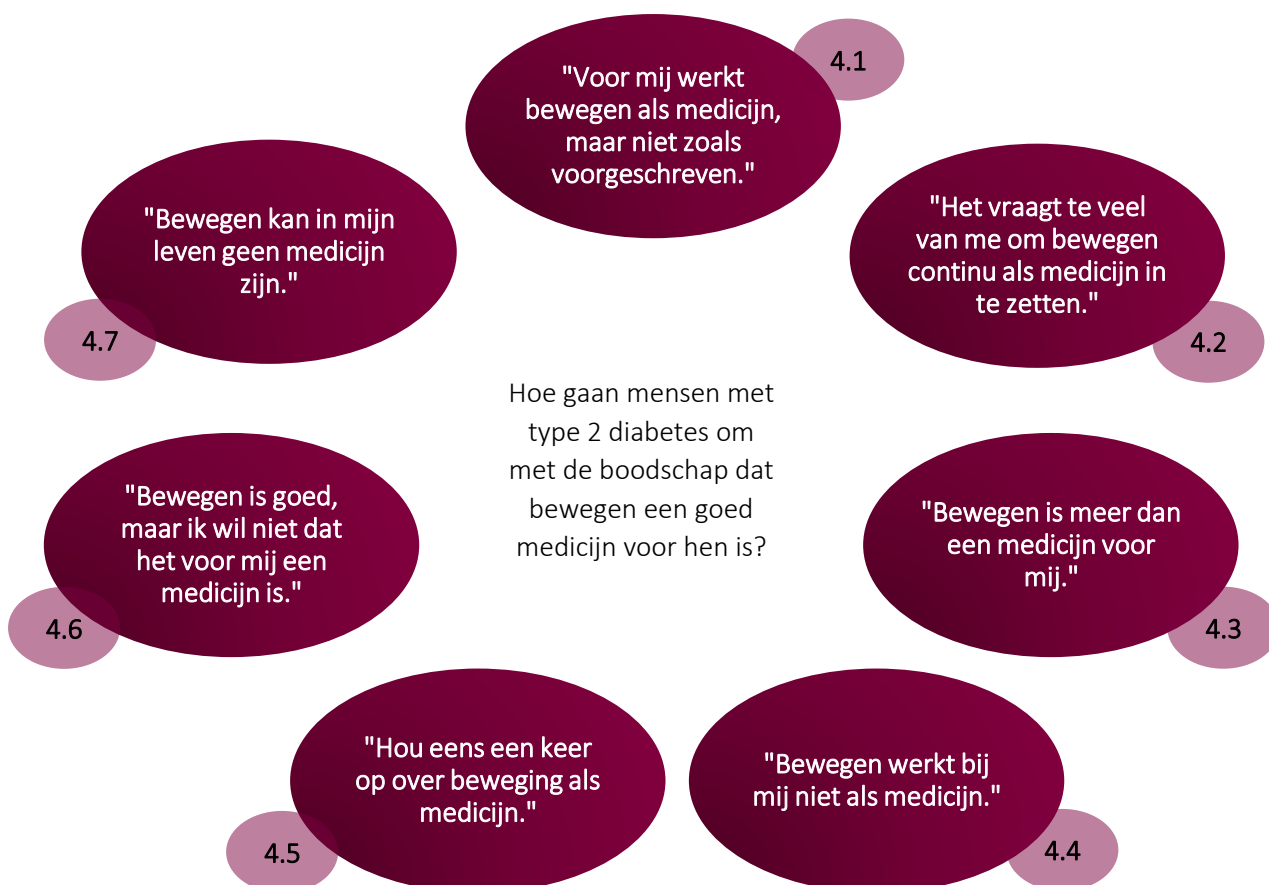 "Voor mij werkt
bewegen als medicijn,
maar niet zoals
voorgeschreven."
4.1
"Het vraagt te veel
van me om bewegen
continu als medicijn in
te zetten."
4.2
"Bewegen is meer dan
een medicijn voor
mij."
4.3
"Bewegen werkt bij
mij niet als medicijn."
4.4
"Hou eens een keer
op over beweging als
medicijn."
4.5
"Bewegen is goed,
maar ik wil niet dat
het voor mij een
medicijn is."
4.6
"Bewegen kan in mijn
leven geen medicijn
zijn."
4.7
Hoe gaan mensen met
type 2 diabetes om
met de boodschap dat
bewegen een goed
medicijn voor hen is?